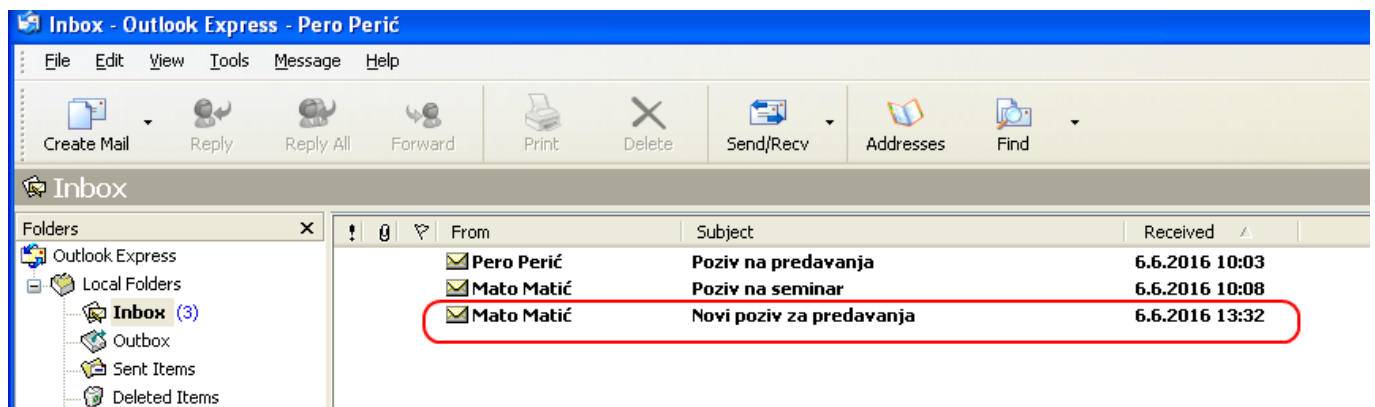 Inbox - Outlook Express - Pero Perić
File Edit View Tools Message Help
Create Mail Reply Reply All Forward Print Delete Send/Recv Addresses Find
Inbox
Folders
! From Subject Received
Outlook Express
Pero Perić Poziv na predavanja 6.6.2016 10:03
Local Folders
Mato Matić Poziv na seminar 6.6.2016 10:08
Inbox (3)
Mato Matić Novi poziv za predavanja 6.6.2016 13:32
Outbox
Sent Items
Deleted Items